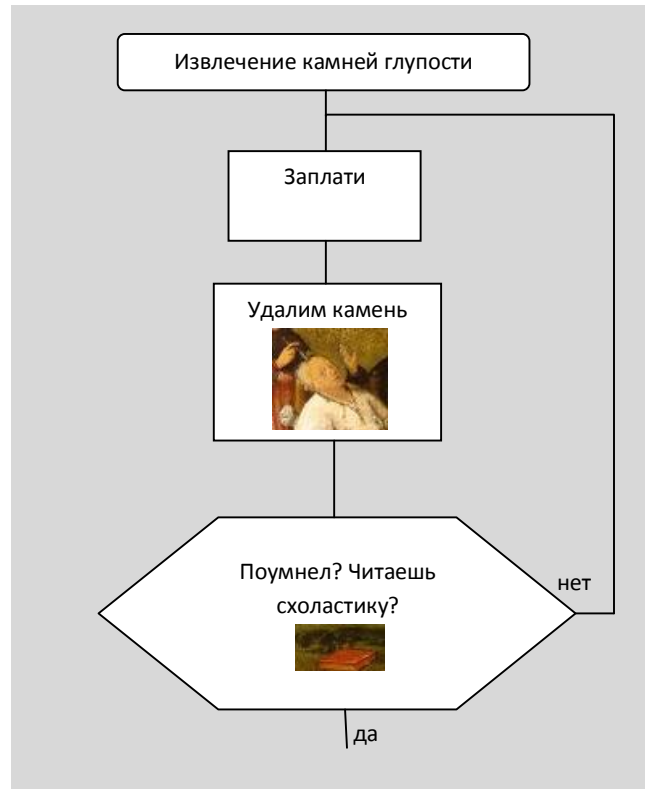 Извлечение камней глупости
Заплати
Удалим камень
Поумнел? Читаешь
схоластику?
нет
да